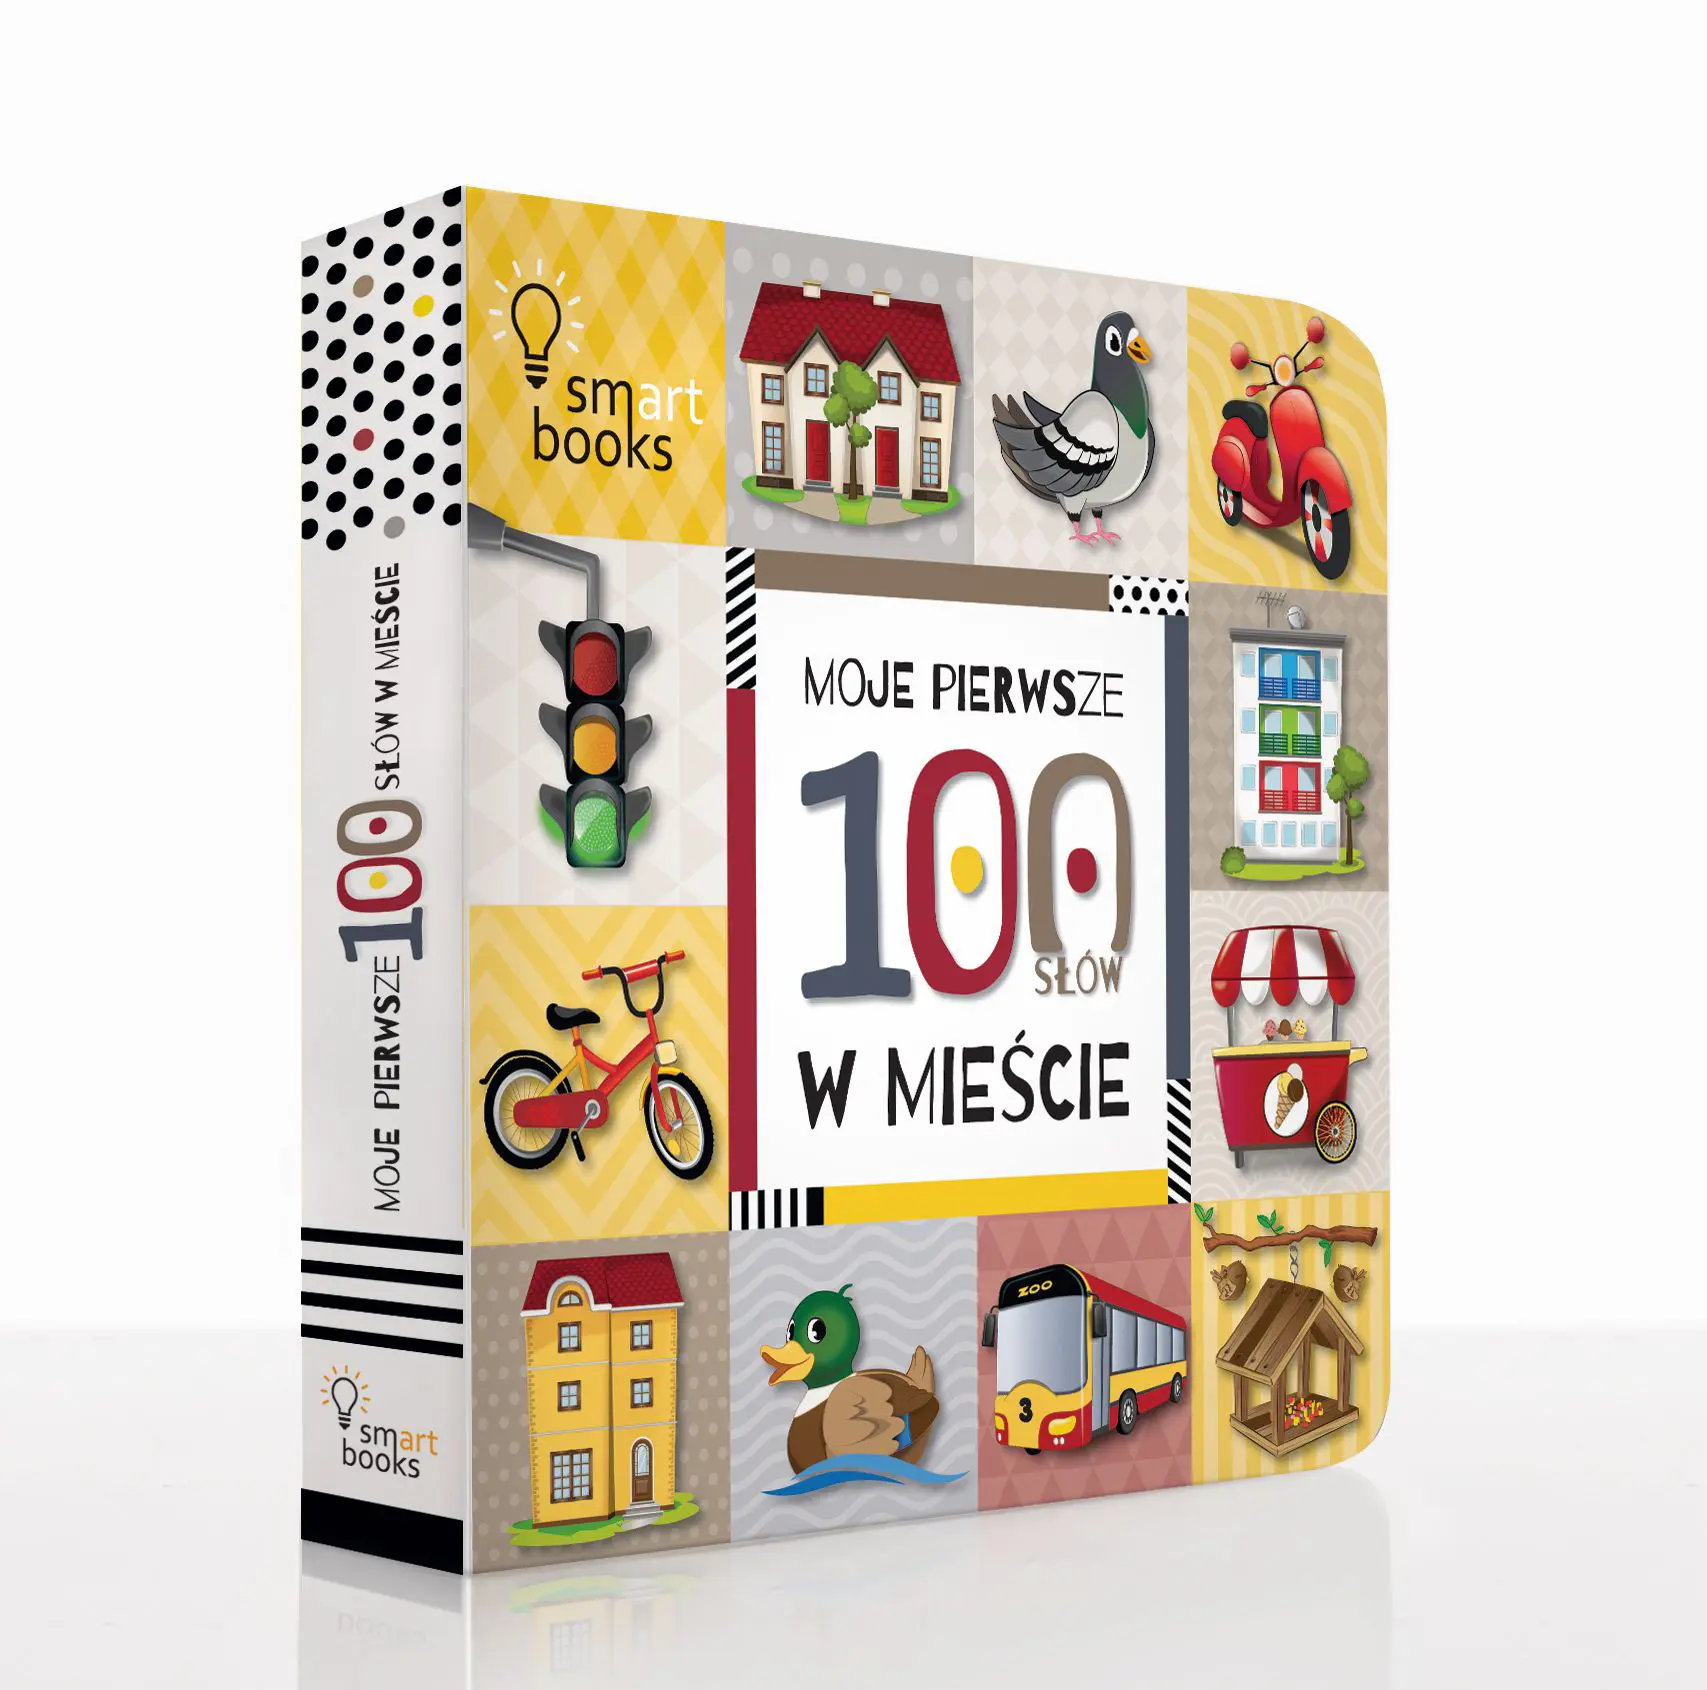 smart
books
MOJE PIERWSZE
100
SŁÓW
W MIEŚCIE
ZOO
3
MOJE PIERWSZE 100 SŁÓW W MIEŚCIE
smart
books